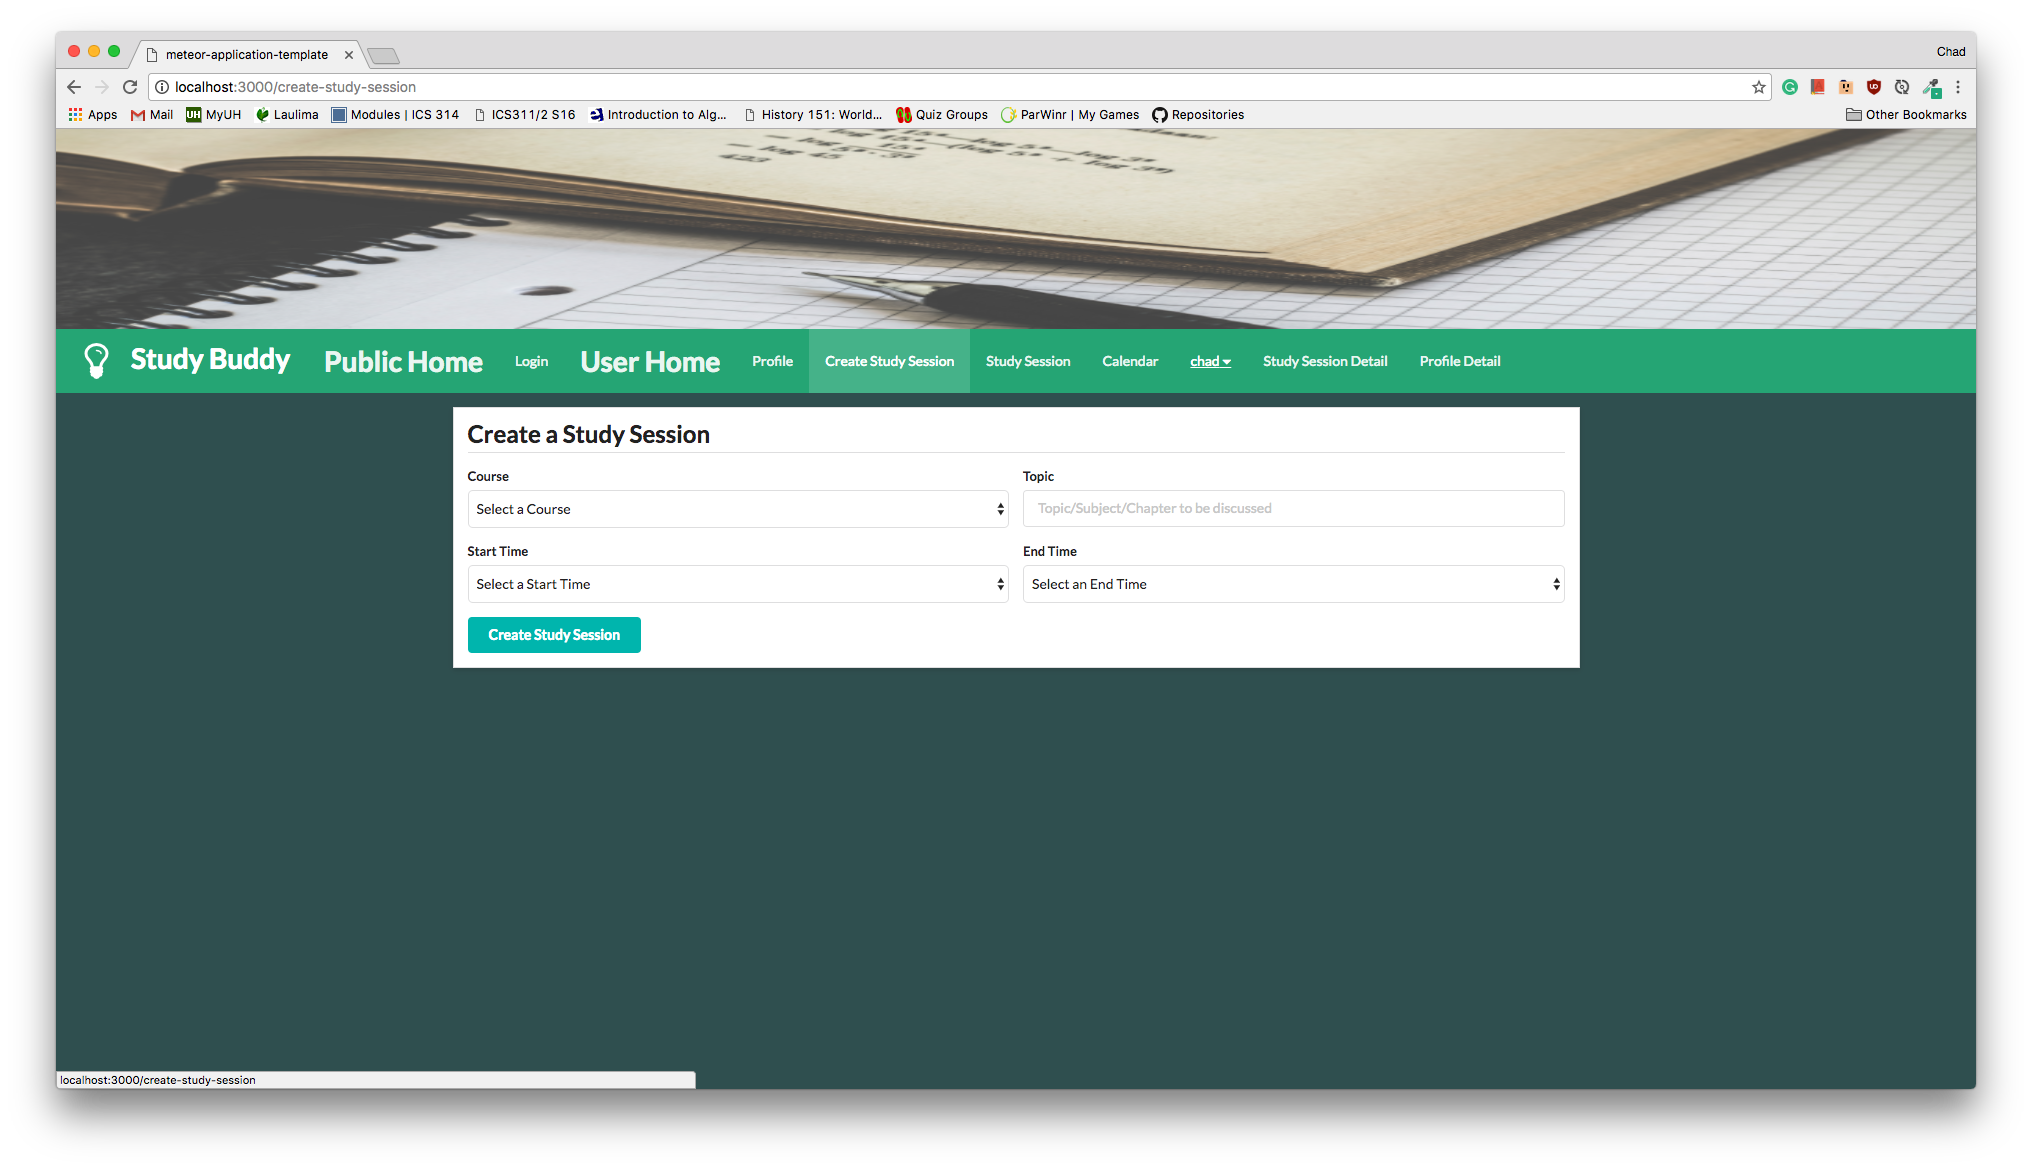 meteor-application-template
Chad
localhost:3000/create-study-session
Apps Mail MyUH Laulima Modules | ICS 314 ICS311/2 S16 Introduction to Alg... History 151: World... Quiz Groups ParWinr | My Games Repositories Other Bookmarks
Study Buddy Public Home Login User Home Profile Create Study Session Study Session Calendar chad Study Session Detail Profile Detail
Create a Study Session
Course Topic
Select a Course Topic/Subject/Chapter to be discussed
Start Time End Time
Select a Start Time Select an End Time
Create Study Session
localhost:3000/create-study-session